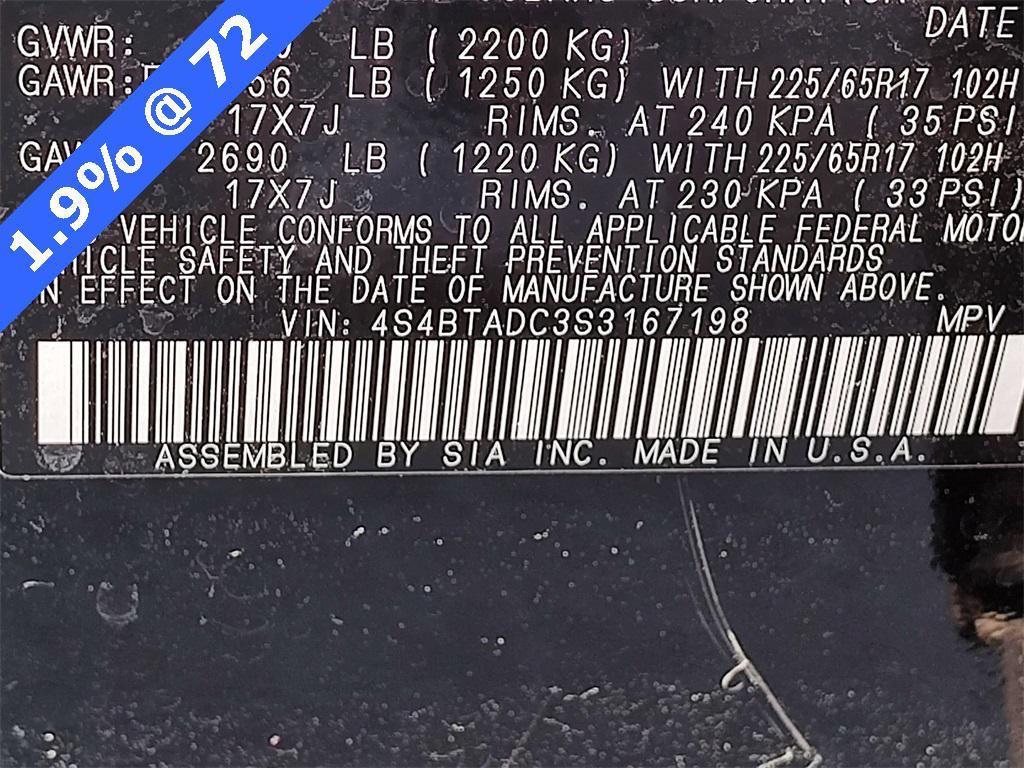 CORPORATION
DATE
GVWR: LB ( 2200 KG)
GAWR: 56 LB ( 1250 KG) WITH 225/65R17 102H
17X7J RIMS. AT 240 KPA ( 35 PSI
2690 LB ( 1220 KG) WITH 225/65R17 102H
17X7J RIMS. AT 230 KPA ( 33 PSI)
VEHICLE CONFORMS TO ALL APPLICABLE FEDERAL MOTO
VEHICLE SAFETY AND THEFT PREVENTION STANDARDS
IN EFFECT ON THE DATE OF MANUFACTURE SHOWN ABOVE.
VIN: 4S4BTADC3S3167198 MPV
ASSEMBLED BY SIA INC. MADE IN U.S.A.
1.9% @ 72